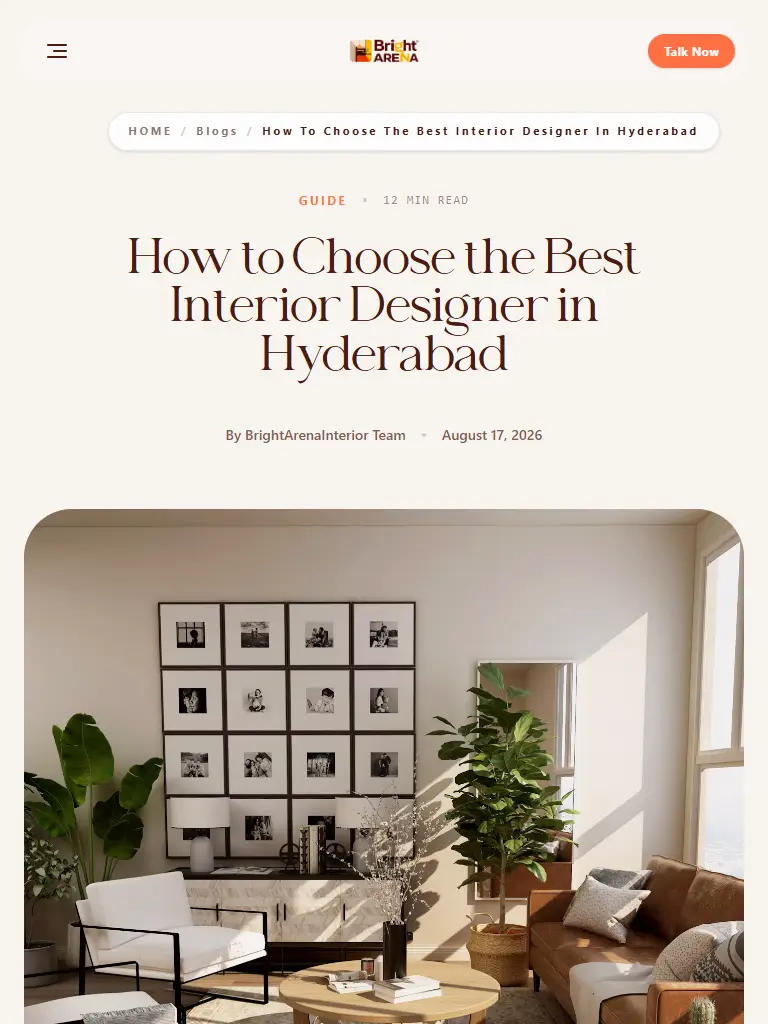 Bright
ARENA
Talk Now
HOME / Blogs / How To Choose The Best Interior Designer In Hyderabad
GUIDE • 12 MIN READ
How to Choose the Best
Interior Designer in
Hyderabad
By BrightArenaInterior Team • August 17, 2026